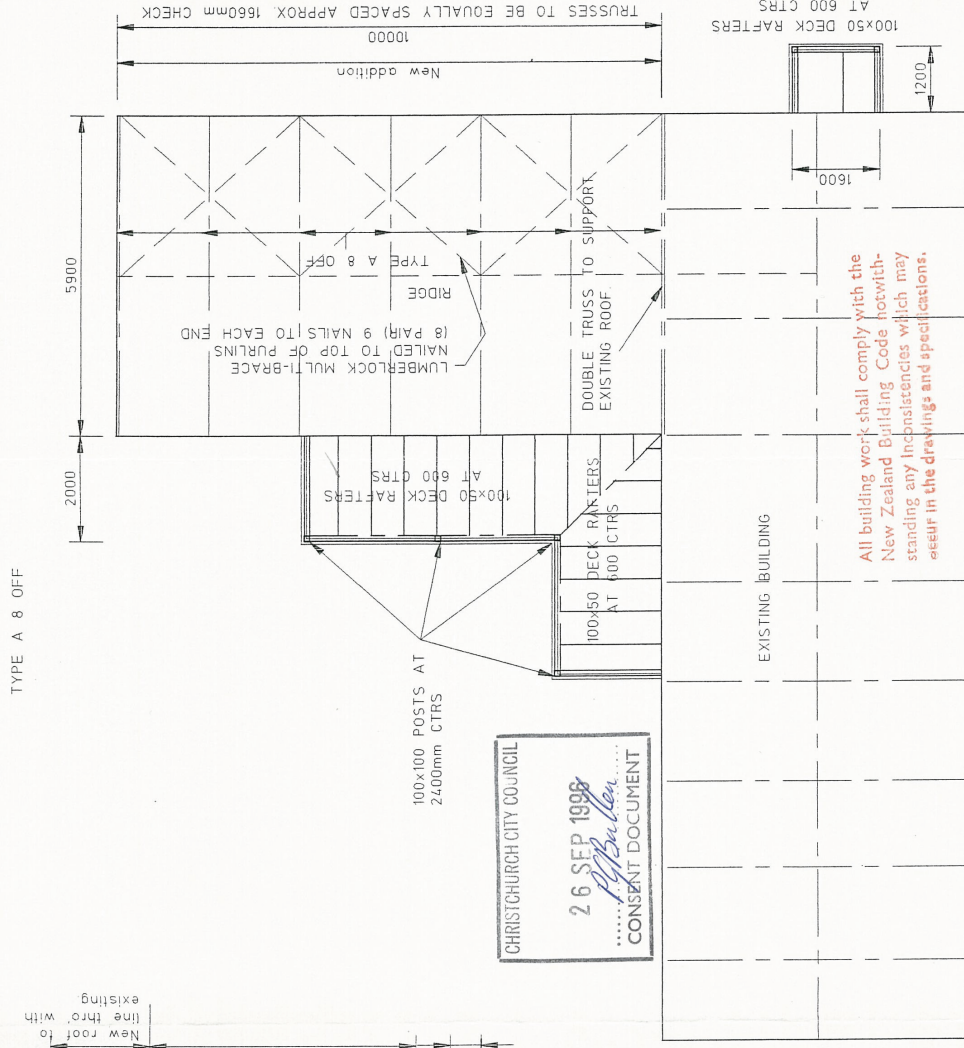 TRUSSES TO BE EQUALLY SPACED APPROX. 1660mm CHECK
10000
New addition
100x50 DECK RAFTERS
AT 600 CTRS
1200
1600
5900
TYPE A 8 OFF
RIDGE
LUMBERLOCK MULTI-BRACE
NAILED TO TOP OF PURLINS
(8 PAIR) 9 NAILS TO EACH END
DOUBLE TRUSS TO SUPPORT
EXISTING ROOF
2000
100x50 DECK RAFTERS
AT 600 CTRS
100x50 DECK RAFTERS
AT 600 CTRS
TYPE A 8 OFF
100x100 POSTS AT
2400mm CTRS
EXISTING BUILDING
All building work shall comply with the
New Zealand Building Code notwith-
standing any inconsistencies which may
occur in the drawings and specifications.
CHRISTCHURCH CITY COUNCIL
26 SEP 1996
PGBullen
CONSENT DOCUMENT
New roof to
line thro' with
existing.